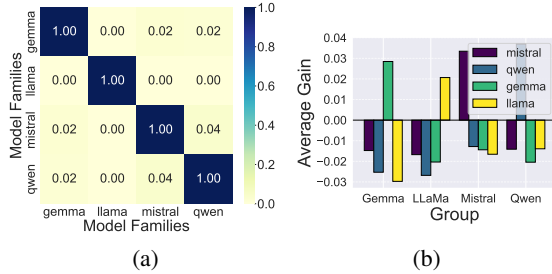 gemma
llama
mistral
qwen
Model Families
1.00 0.00 0.02 0.02
0.00 1.00 0.00 0.00
0.02 0.00 1.00 0.04
0.02 0.00 0.04 1.00
gemma llama mistral qwen
Model Families
1.0
0.8
0.6
0.4
0.2
0.0
(a)
Average Gain
0.04
0.03
0.02
0.01
0.00
−0.01
−0.02
−0.03
mistral
qwen
gemma
llama
Gemma LLaMa Mistral Qwen
Group
(b)